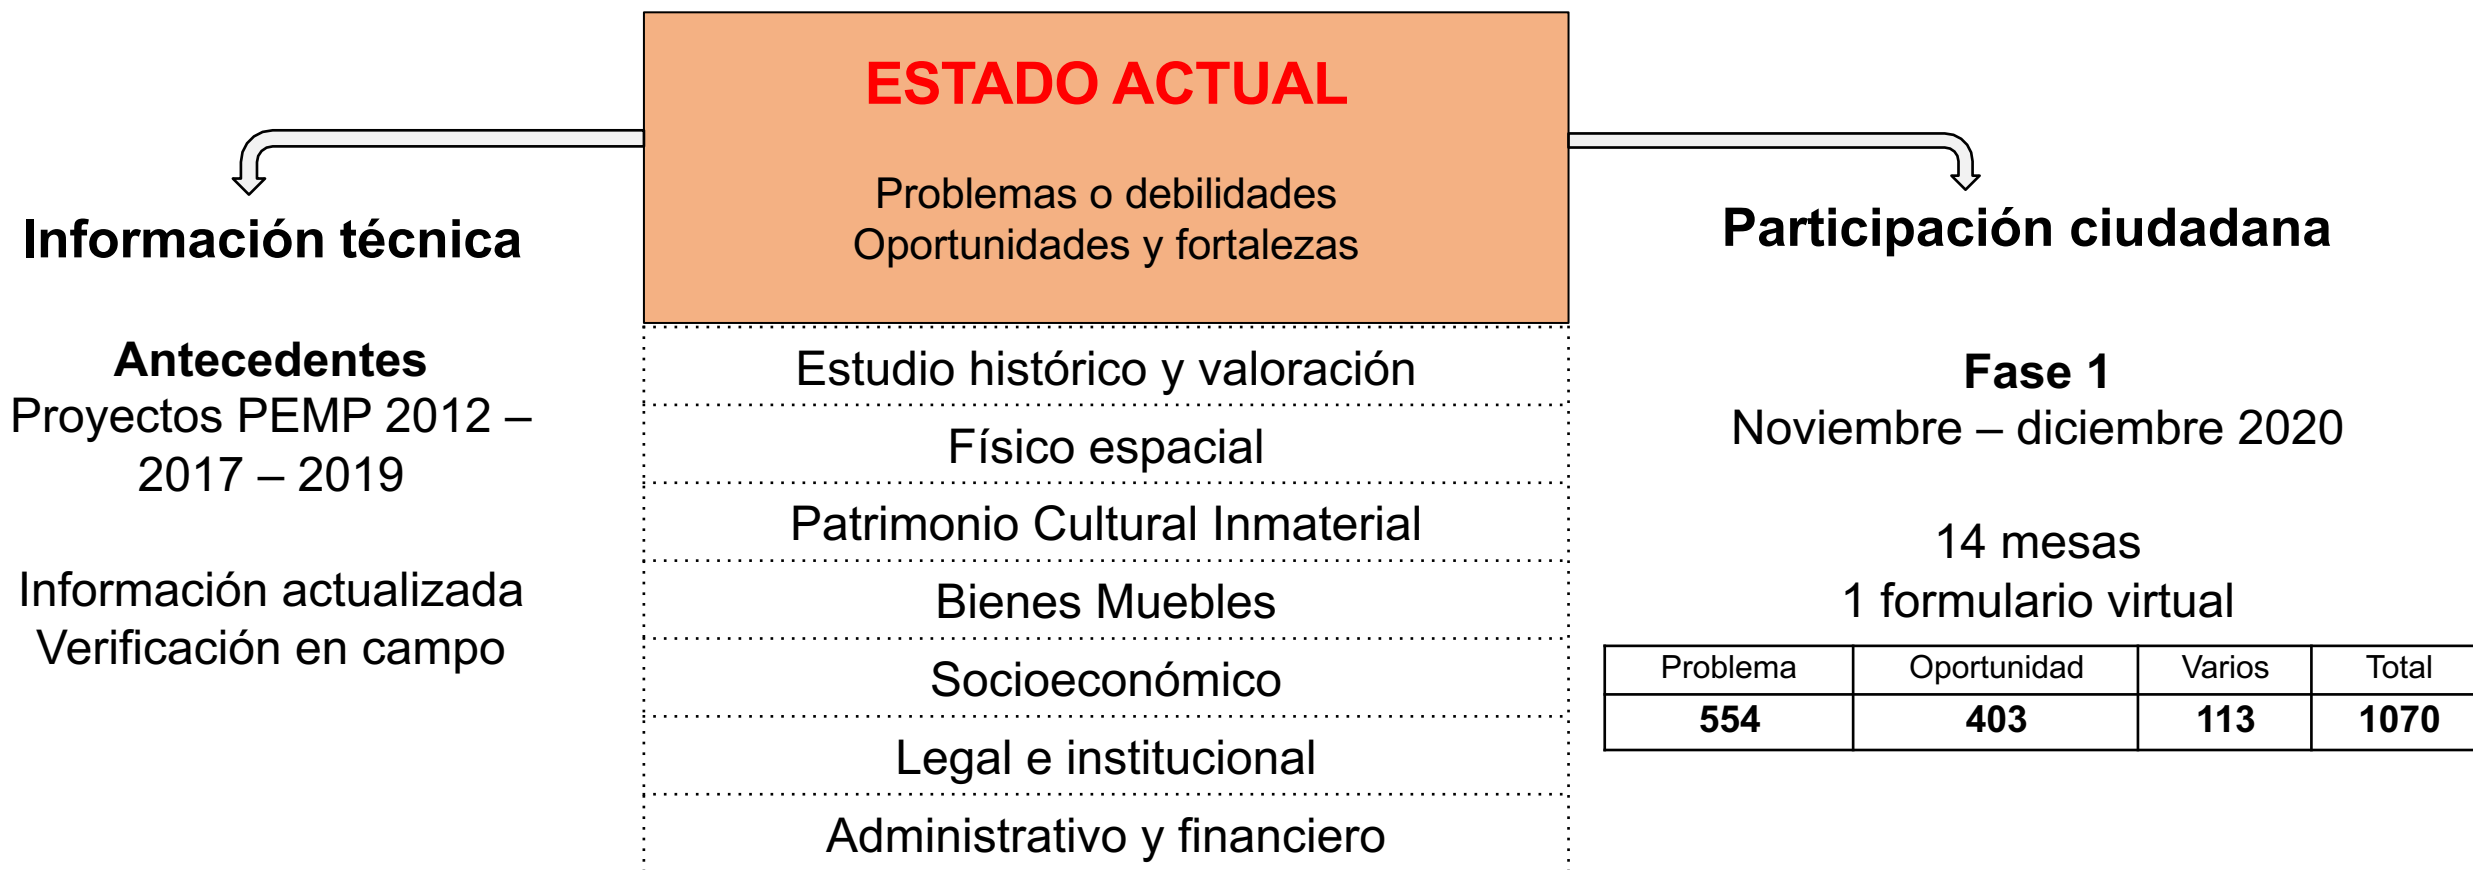 ESTADO ACTUAL
Problemas o debilidades
Oportunidades y fortalezas
Información técnica
Antecedentes
Proyectos PEMP 2012 –
2017 – 2019
Información actualizada
Verificación en campo
Estudio histórico y valoración
Físico espacial
Patrimonio Cultural Inmaterial
Bienes Muebles
Socioeconómico
Legal e institucional
Administrativo y financiero
Participación ciudadana
Fase 1
Noviembre – diciembre 2020
14 mesas
1 formulario virtual
Problema Oportunidad Varios Total
554 403 113 1070